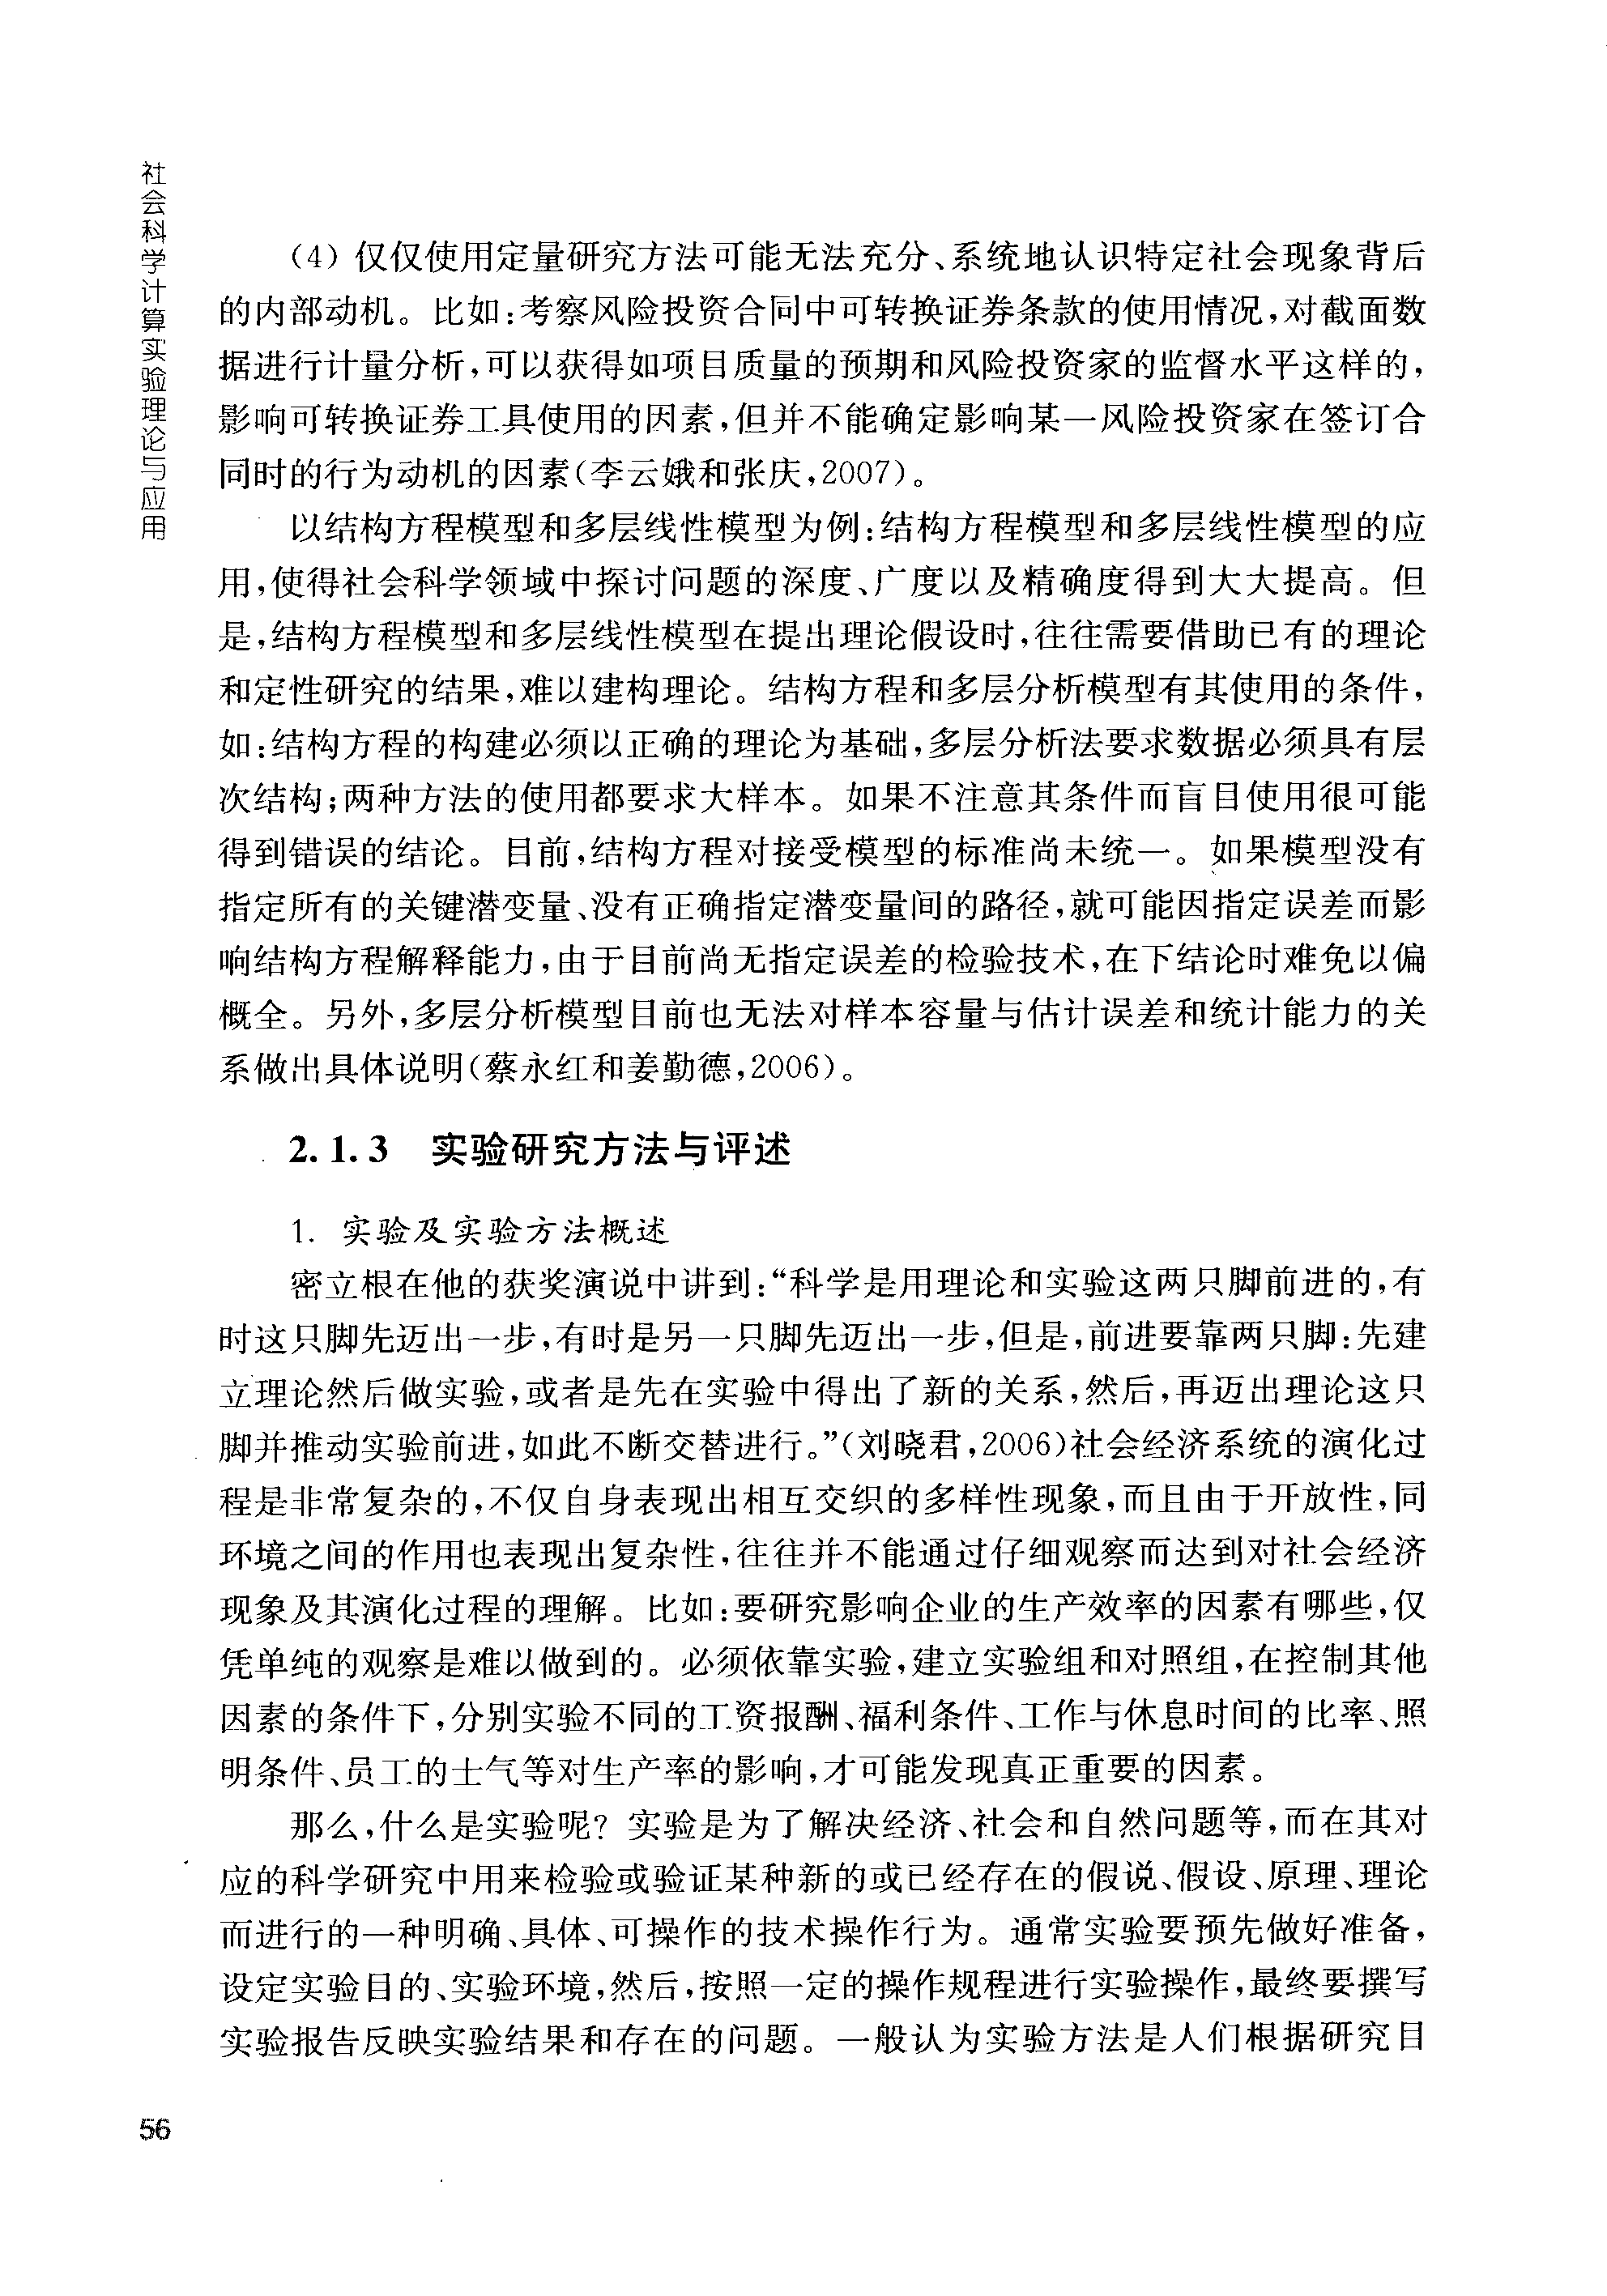 社会科学计算实验理论与应用
(4) 仅仅使用定量研究方法可能无法充分、系统地认识特定社会现象背后
的内部动机。比如:考察风险投资合同中可转换证券条款的使用情况,对截面数
据进行计量分析,可以获得如项目质量的预期和风险投资家的监督水平这样的,
影响可转换证券工具使用的因素,但并不能确定影响某一风险投资家在签订合
同时的行为动机的因素(李云娥和张庆,2007)。
以结构方程模型和多层线性模型为例:结构方程模型和多层线性模型的应
用,使得社会科学领域中探讨问题的深度、广度以及精确度得到大大提高。但
是,结构方程模型和多层线性模型在提出理论假设时,往往需要借助已有的理论
和定性研究的结果,难以建构理论。结构方程和多层分析模型有其使用的条件,
如:结构方程的构建必须以正确的理论为基础,多层分析法要求数据必须具有层
次结构;两种方法的使用都要求大样本。如果不注意其条件而盲目使用很可能
得到错误的结论。目前,结构方程对接受模型的标准尚未统一。如果模型没有
指定所有的关键潜变量、没有正确指定潜变量间的路径,就可能因指定误差而影
响结构方程解释能力,由于目前尚无指定误差的检验技术,在下结论时难免以偏
概全。另外,多层分析模型目前也无法对样本容量与估计误差和统计能力的关
系做出具体说明(蔡永红和姜勤德,2006)。
2.1.3 实验研究方法与评述
1. 实验及实验方法概述
密立根在他的获奖演说中讲到:“科学是用理论和实验这两只脚前进的,有
时这只脚先迈出一步,有时是另一只脚先迈出一步,但是,前进要靠两只脚:先建
立理论然后做实验,或者是先在实验中得出了新的关系,然后,再迈出理论这只
脚并推动实验前进,如此不断交替进行。”(刘晓君,2006)社会经济系统的演化过
程是非常复杂的,不仅自身表现出相互交织的多样性现象,而且由于开放性,同
环境之间的作用也表现出复杂性,往往并不能通过仔细观察而达到对社会经济
现象及其演化过程的理解。比如:要研究影响企业的生产效率的因素有哪些,仅
凭单纯的观察是难以做到的。必须依靠实验,建立实验组和对照组,在控制其他
因素的条件下,分别实验不同的工资报酬、福利条件、工作与休息时间的比率、照
明条件、员工的士气等对生产率的影响,才可能发现真正重要的因素。
那么,什么是实验呢? 实验是为了解决经济、社会和自然问题等,而在其对
应的科学研究中用来检验或验证某种新的或已经存在的假说、假设、原理、理论
而进行的一种明确、具体、可操作的技术操作行为。通常实验要预先做好准备,
设定实验目的、实验环境,然后,按照一定的操作规程进行实验操作,最终要撰写
实验报告反映实验结果和存在的问题。一般认为实验方法是人们根据研究目
56